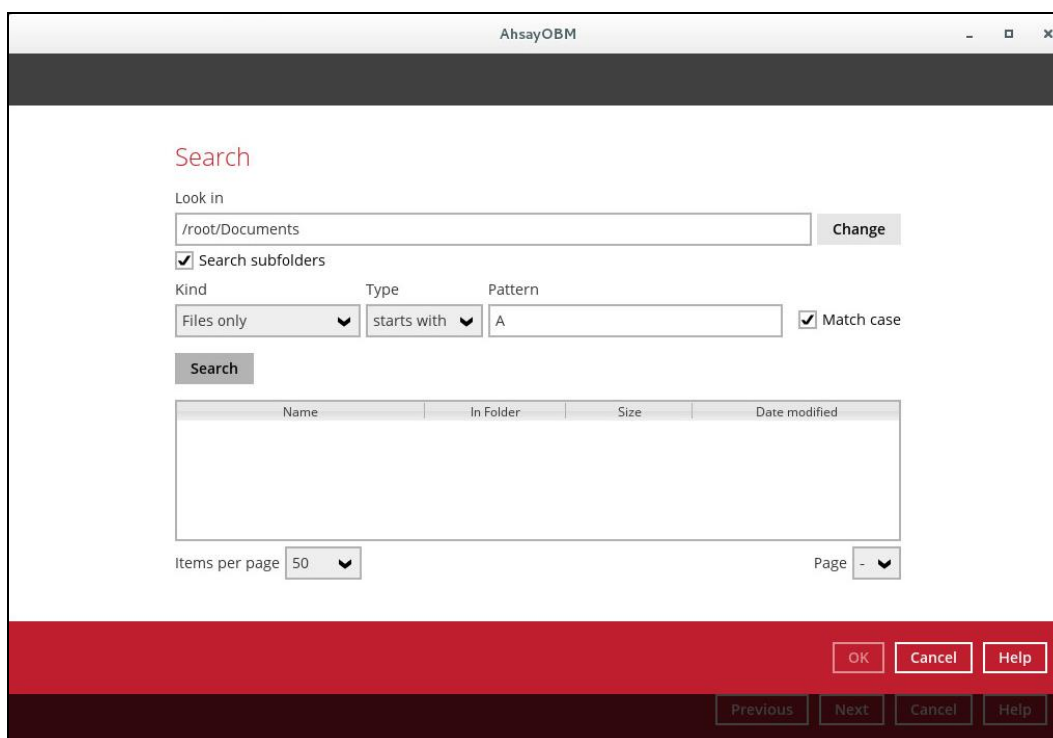 AhsayOBM
Search
Look in
/root/Documents Change
Search subfolders
Kind Type Pattern
Files only starts with A Match case
Search
Name In Folder Size Date modified
Items per page 50 Page -
OK Cancel Help
Previous Next Cancel Help